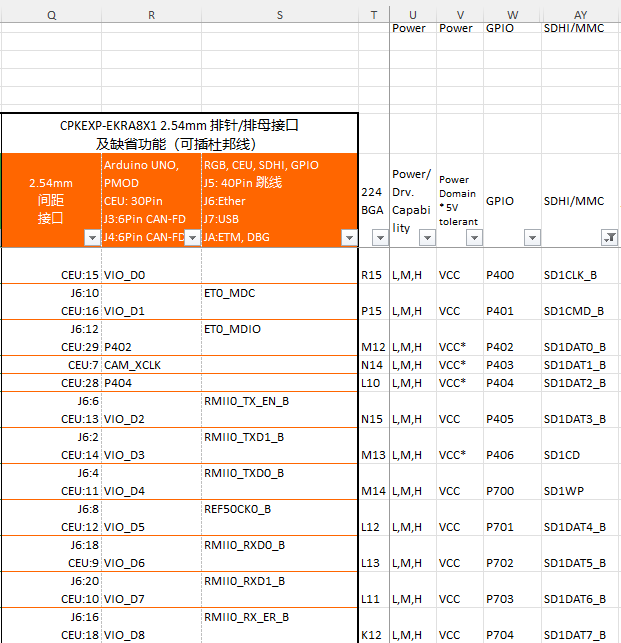 Q R S T U V W AY
Power Power GPIO SDHI/MMC
CPKEXP-EKRA8X1 2.54mm 排针/排母接口
及缺省功能（可插杜邦线）
2.54mm
间距
接口
Arduino UNO,
PMOD
CEU: 30Pin
J3:6Pin CAN-FD
J4:6Pin CAN-FD
RGB, CEU, SDHI, GPIO
J5: 40Pin 跳线
J6:Ether
J7:USB
JA:ETM, DBG
224
BGA
Power/
Drv.
Capabi
lity
Power
Domain
*5V
tolerant
GPIO
SDHI/MMC
CEU:15 VIO_D0 R15 L,M,H VCC P400 SD1CLK_B
J6:10 ET0_MDC
CEU:16 VIO_D1 P15 L,M,H VCC P401 SD1CMD_B
J6:12 ET0_MDIO
CEU:29 P402 M12 L,M,H VCC* P402 SD1DAT0_B
CEU:7 CAM_XCLK N14 L,M,H VCC* P403 SD1DAT1_B
CEU:28 P404 L10 L,M,H VCC* P404 SD1DAT2_B
J6:6 RMII0_TX_EN_B
CEU:13 VIO_D2 N15 L,M,H VCC P405 SD1DAT3_B
J6:2 RMII0_TXD1_B
CEU:14 VIO_D3 M13 L,M,H VCC* P406 SD1CD
J6:4 RMII0_TXD0_B
CEU:11 VIO_D4 M14 L,M,H VCC P700 SD1WP
J6:8 REF50CK0_B
CEU:12 VIO_D5 L12 L,M,H VCC P701 SD1DAT4_B
J6:18 RMII0_RXD0_B
CEU:9 VIO_D6 L13 L,M,H VCC P702 SD1DAT5_B
J6:20 RMII0_RXD1_B
CEU:10 VIO_D7 L11 L,M,H VCC P703 SD1DAT6_B
J6:16 RMII0_RX_ER_B
CEU:18 VIO_D8 K12 L,M,H VCC P704 SD1DAT7_B